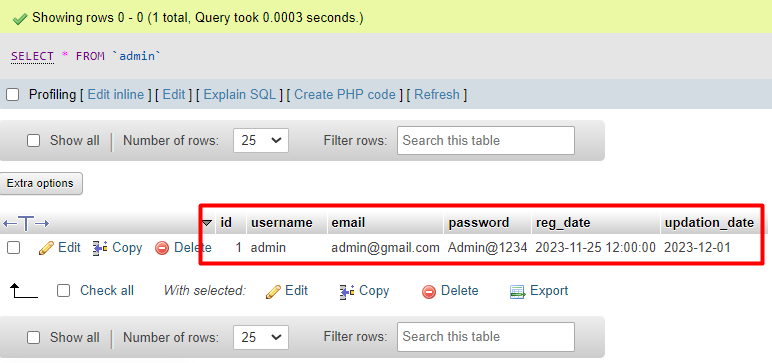 Showing rows 0 - 0 (1 total, Query took 0.0003 seconds.)
SELECT * FROM `admin`
Profiling [ Edit inline ] [ Edit ] [ Explain SQL ] [ Create PHP code ] [ Refresh ]
Show all Number of rows: 25 Filter rows: Search this table
Extra options
←T→ id username email password reg_date updation_date
Edit Copy Delete 1 admin admin@gmail.com Admin@1234 2023-11-25 12:00:00 2023-12-01
Check all With selected: Edit Copy Delete Export
Show all Number of rows: 25 Filter rows: Search this table